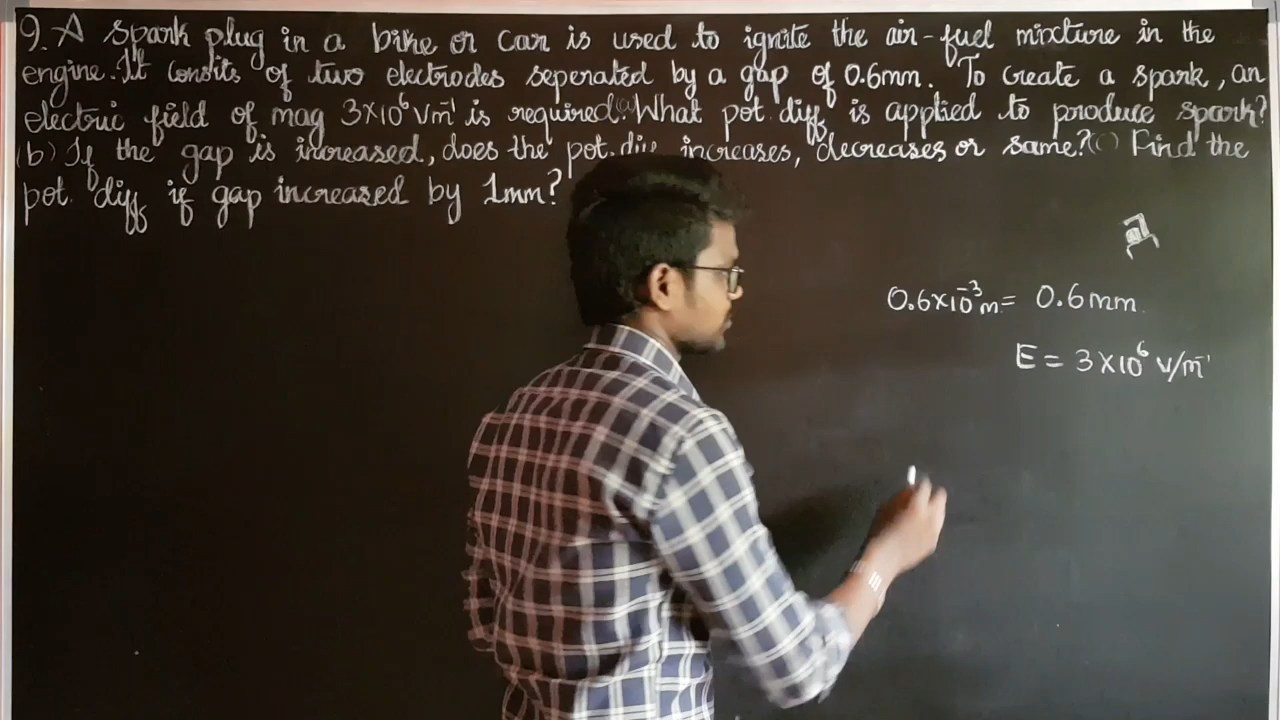 9. A spark plug in a bike or car is used to ignite the air-fuel mixture in the
engine. It consits of two electrodes seperated by a gap of 0.6mm. To create a spark, an
electric field of mag 3×10⁶ Vm⁻¹ is required.(a) What pot. diff is applied to produce spark?
(b) If the gap is increased, does the pot. increases, decreases or same? (c) Find the
pot. diff if gap increased by 1mm?
0.6×10⁻³m = 0.6mm
E = 3×10⁶ V/m⁻¹